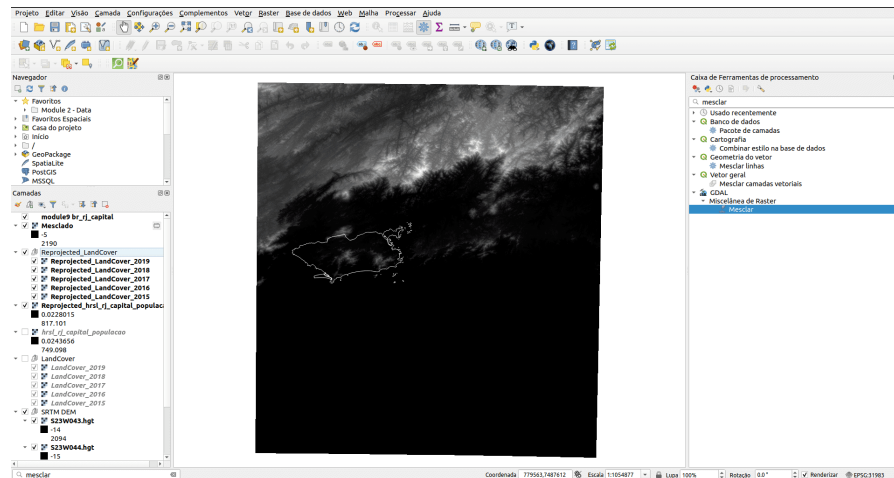 Projeto Editar Visão Camada Configurações Complementos Vetor Raster Base de dados Web Malha Processar Ajuda
Navegador
Favoritos
Module 2 - Data
Favoritos Espaciais
Casa do projeto
Início
/
GeoPackage
SpatiaLite
PostGIS
MSSQL
Camadas
module9 br_rj_capital
Mesclado
-5
2190
Reprojected_LandCover
Reprojected_LandCover_2019
Reprojected_LandCover_2018
Reprojected_LandCover_2017
Reprojected_LandCover_2016
Reprojected_LandCover_2015
Reprojected_hrsl_rj_capital_populac
0.0228015
817.101
hrsl_rj_capital_populacao
0.0243656
749.098
LandCover
LandCover_2019
LandCover_2018
LandCover_2017
LandCover_2016
LandCover_2015
SRTM DEM
S23W043.hgt
-14
2094
S23W044.hgt
-15
mesclar
Caixa de Ferramentas de processamento
mesclar
Usado recentemente
Banco de dados
Pacote de camadas
Cartografia
Combinar estilo na base de dados
Geometria do vetor
Mesclar linhas
Vetor geral
Mesclar camadas vetoriais
GDAL
Miscelânea de Raster
Mesclar
Coordenada 779563,7487612 Escala 1:1054877 Lupa 100% Rotação 0.0° Renderizar EPSG:31983